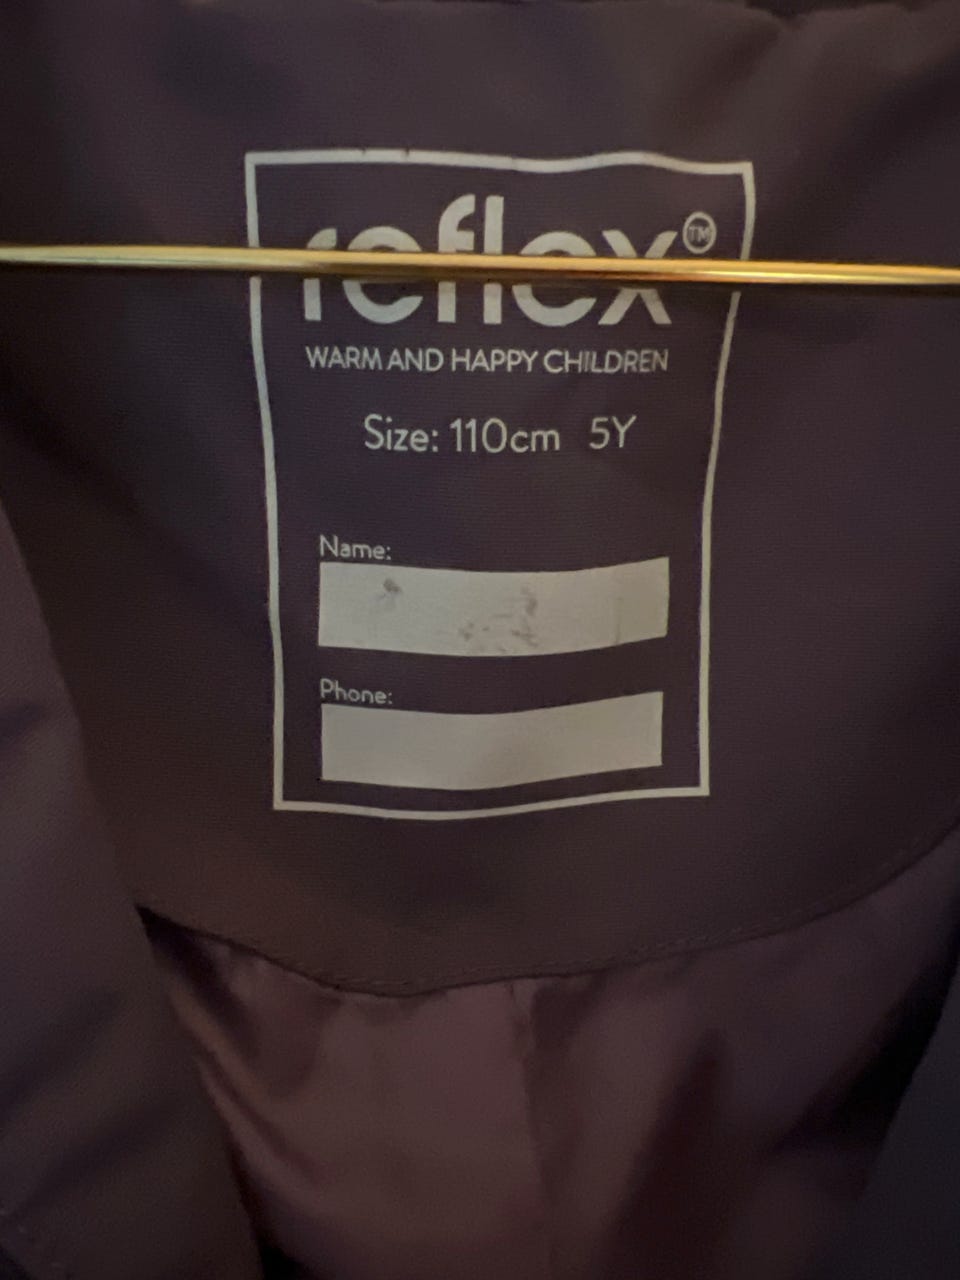 reflex™
WARM AND HAPPY CHILDREN
Size: 110cm 5Y
Name:
Phone: